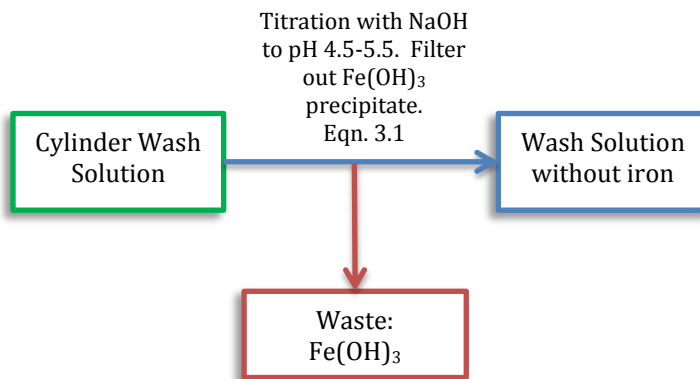 Titration with NaOH
to pH 4.5-5.5.  Filter
out Fe(OH)₃
precipitate.
Eqn. 3.1
Cylinder Wash
Solution
Wash Solution
without iron
Waste:
Fe(OH)₃